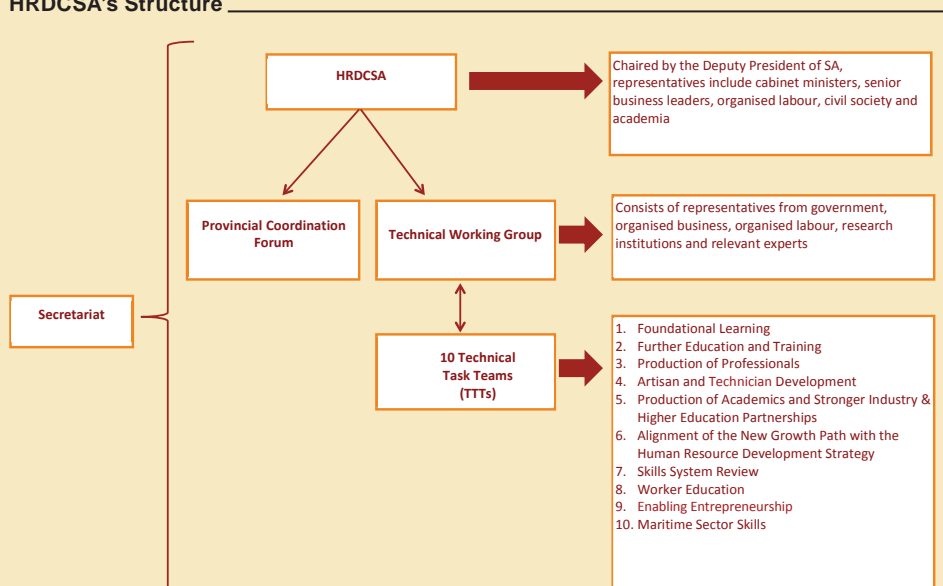 HRDCSA's Structure
HRDCSA
Chaired by the Deputy President of SA,
representatives include cabinet ministers, senior
business leaders, organised labour, civil society and
academia
Provincial Coordination
Forum
Technical Working Group
Consists of representatives from government,
organised business, organised labour, research
institutions and relevant experts
Secretariat
10 Technical
Task Teams
(TTTs)
1. Foundational Learning
2. Further Education and Training
3. Production of Professionals
4. Artisan and Technician Development
5. Production of Academics and Stronger Industry &
Higher Education Partnerships
6. Alignment of the New Growth Path with the
Human Resource Development Strategy
7. Skills System Review
8. Worker Education
9. Enabling Entrepreneurship
10. Maritime Sector Skills